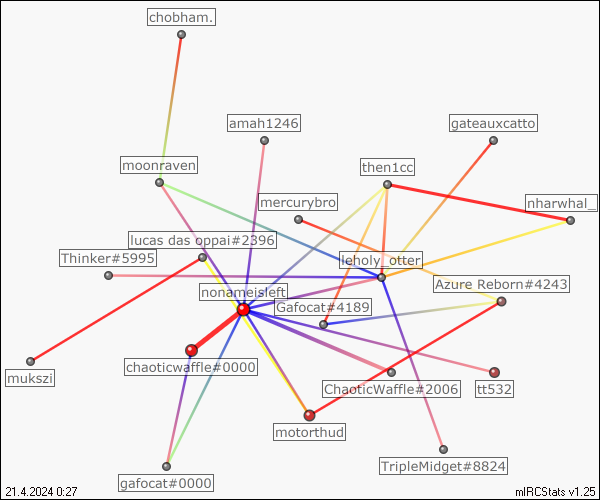 chobham.
amah1246
gateauxcatto
moonraven
then1cc
mercurybro
nharwhal_
lucas das oppai#2396
Thinker#5995
leholy_otter
Azure Reborn#4243
nonameisleft
Gafocat#4189
chaoticwaffle#0000
mukszi
ChaoticWaffle#2006
tt532
motorthud
TripleMidget#8824
gafocat#0000
21.4.2024 0:27
mIRCStats v1.25